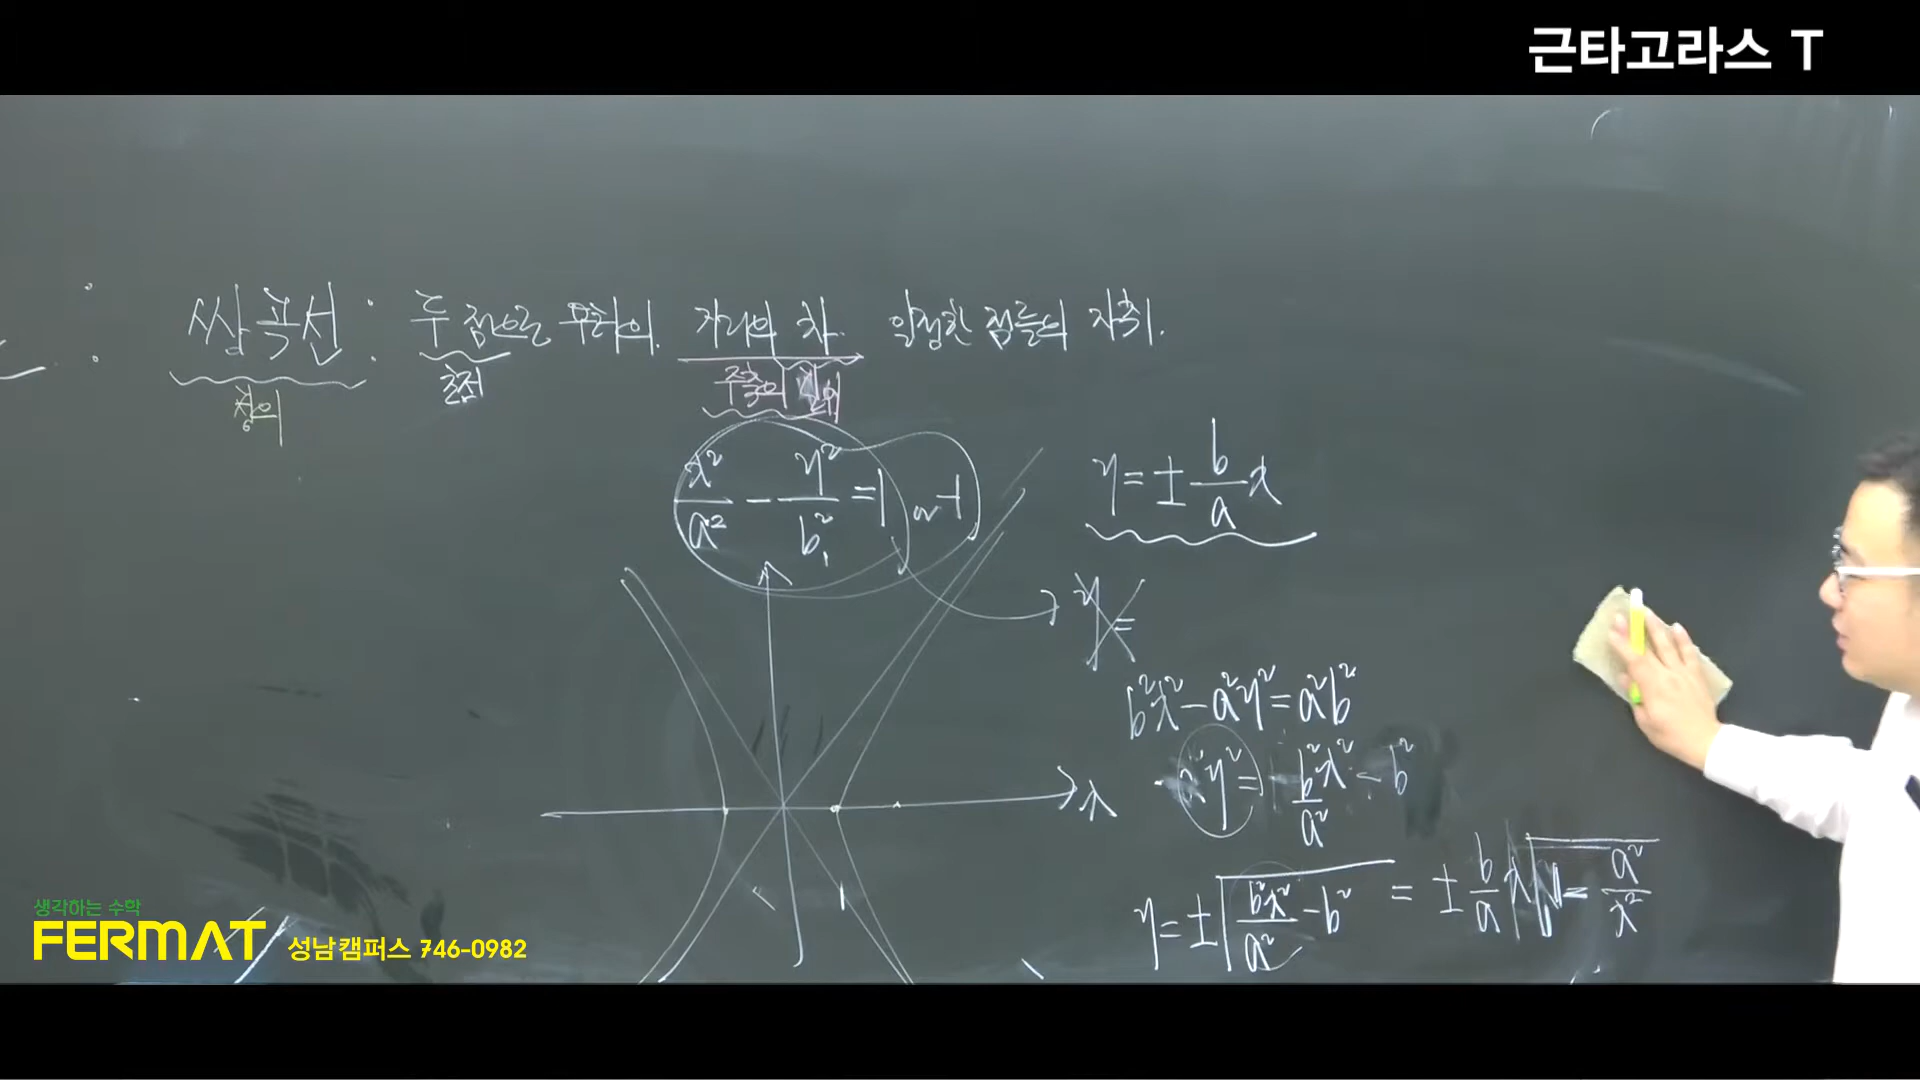 근타고라스 T
쌍곡선 : 두 점으로 부터의 거리의 차 일정한 점들의 자취.
정의
초점
주축의 길이
x²/a² - y²/b² = 1 or -1
y = ± b/a x
y =
b²x² - a²y² = a²b²
y² = b²x²/a² - b²
y = ±√(b²x²/a² - b²) = ± b/a x √(1 - a²/x²)
x
생각하는 수학
FERMAT 성남캠퍼스 746-0982